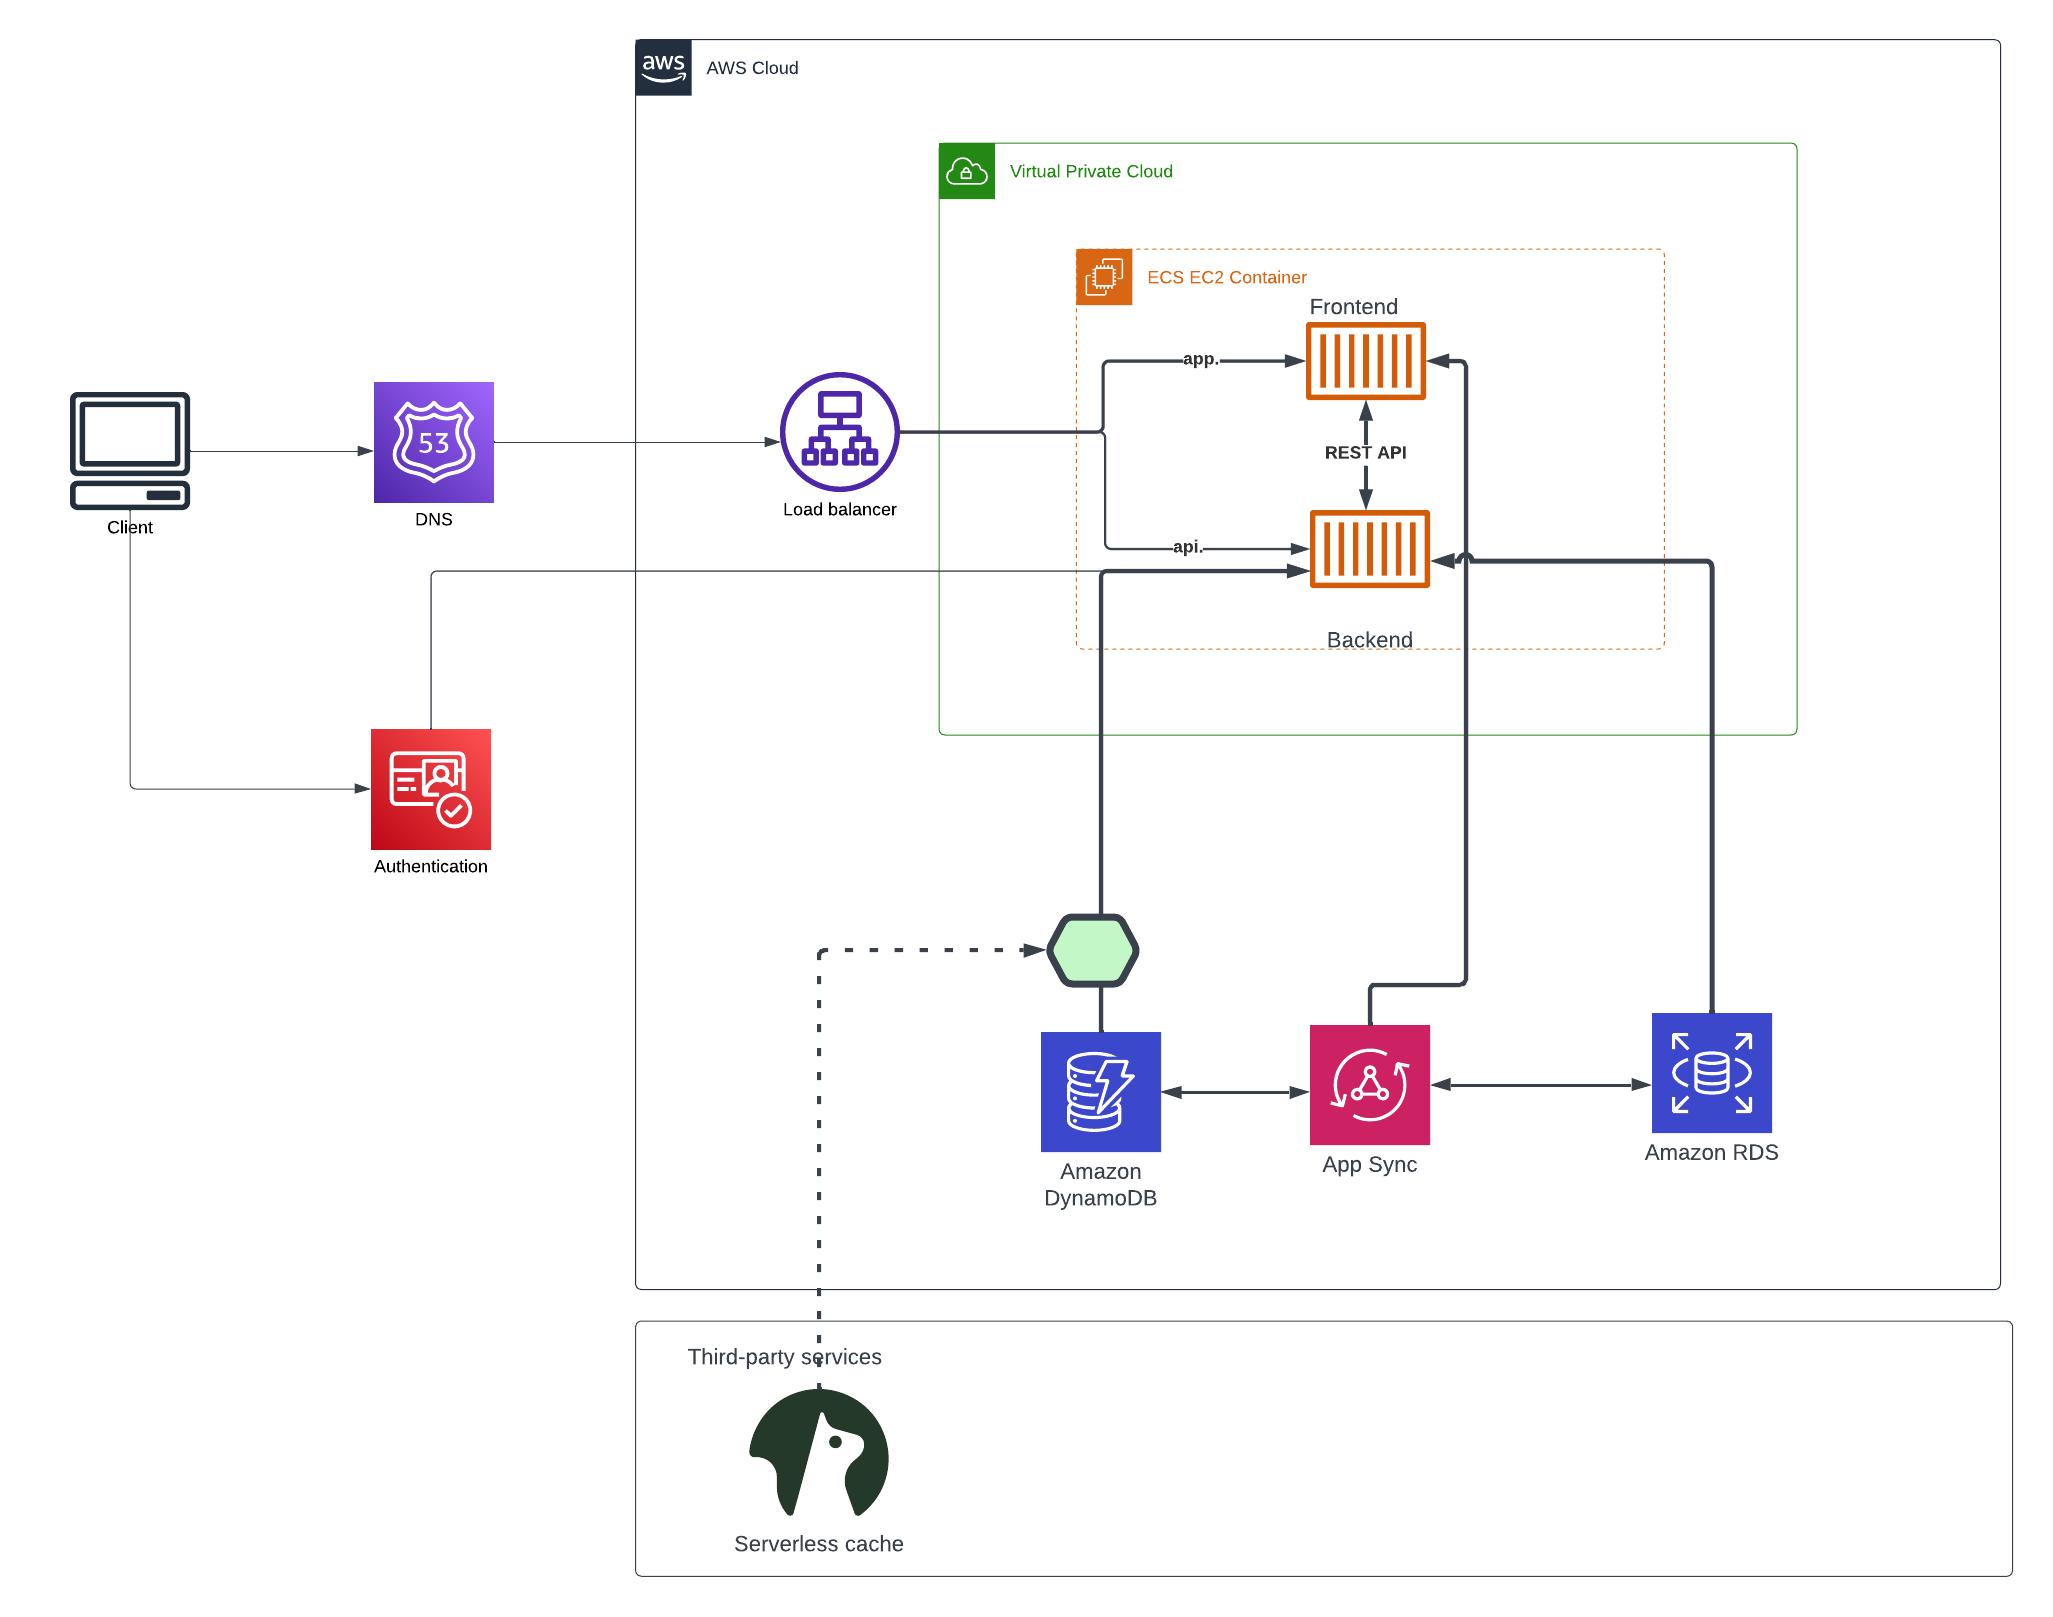 aws
AWS Cloud
Virtual Private Cloud
ECS EC2 Container
Frontend
app.
53
REST API
Load balancer
DNS
Client
api.
Backend
Authentication
Amazon
DynamoDB
App Sync
Amazon RDS
Third-party services
Serverless cache